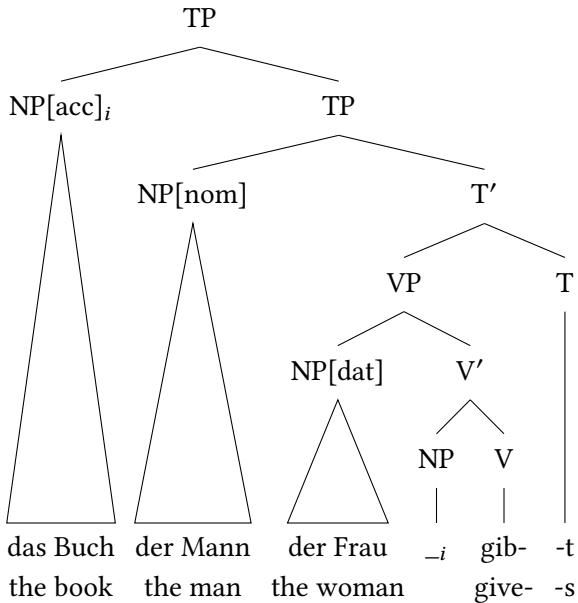 TP
NP[acc]i TP
NP[nom] T′
VP T
NP[dat] V′
NP V
das Buch der Mann der Frau _i gib- -t
the book the man the woman give- -s